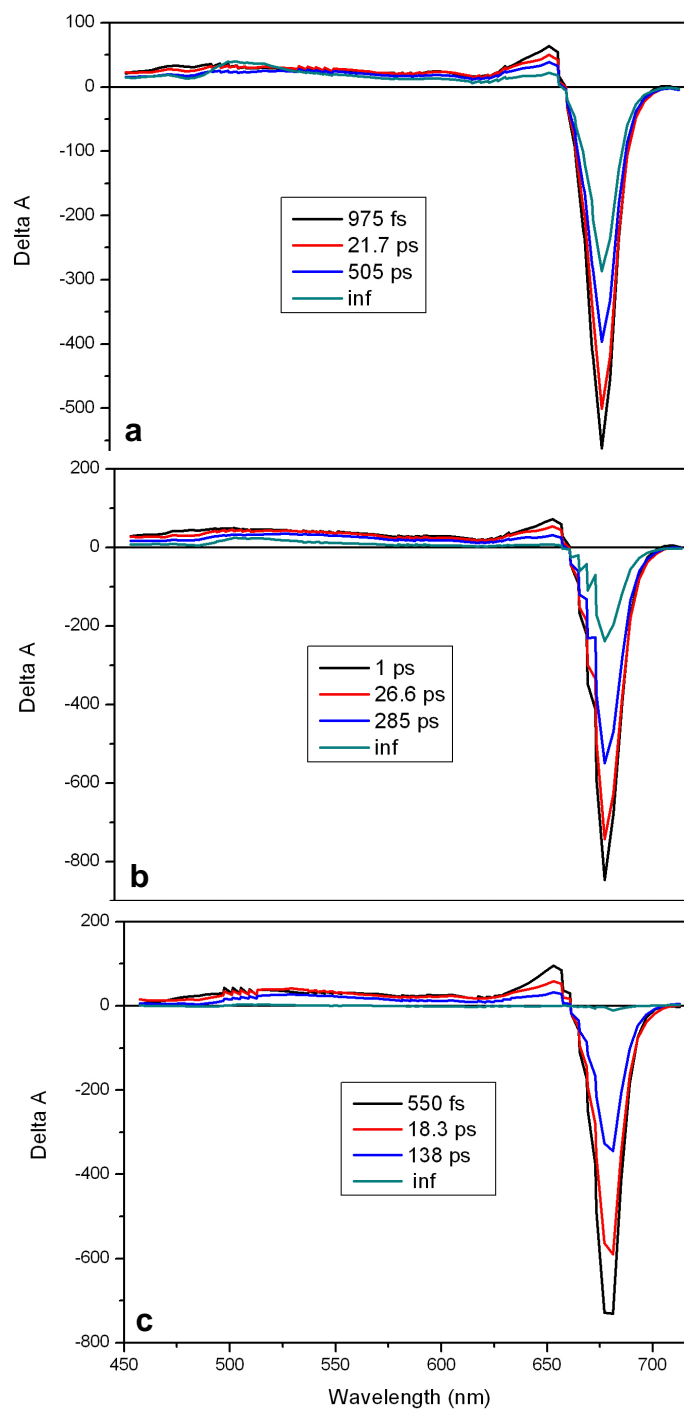 100
0
-100
-200
-300
-400
-500
Delta A
975 fs
21.7 ps
505 ps
inf
a
200
0
-200
-400
-600
-800
Delta A
1 ps
26.6 ps
285 ps
inf
b
200
0
-200
-400
-600
-800
Delta A
550 fs
18.3 ps
138 ps
inf
c
450 500 550 600 650 700
Wavelength (nm)